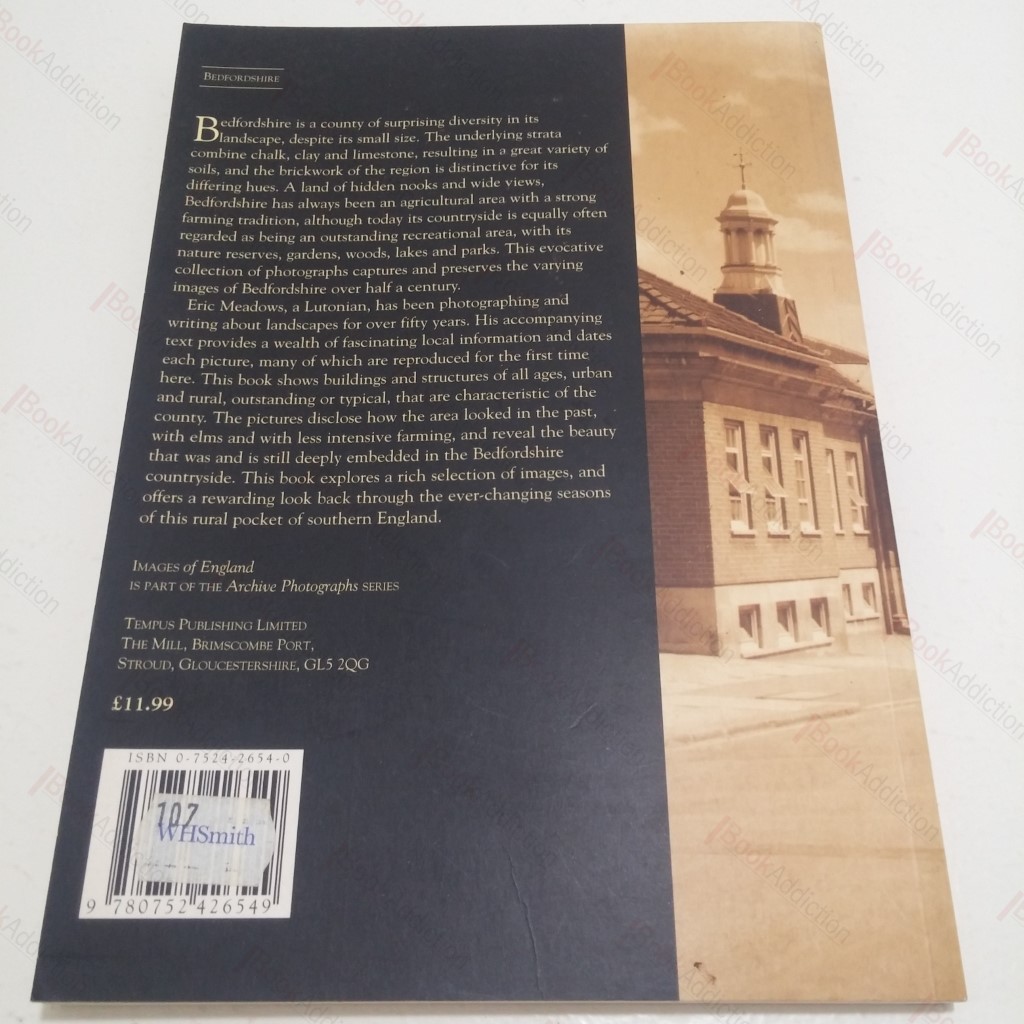 BEDFORDSHIRE
Bedfordshire is a county of surprising diversity in its
landscape, despite its small size. The underlying strata
combine chalk, clay and limestone, resulting in a great variety of
soils, and the brickwork of the region is distinctive for its
differing hues. A land of hidden nooks and wide views,
Bedfordshire has always been an agricultural area with a strong
farming tradition, although today its countryside is equally often
regarded as being an outstanding recreational area, with its
nature reserves, gardens, woods, lakes and parks. This evocative
collection of photographs captures and preserves the varying
images of Bedfordshire over half a century.
Eric Meadows, a Lutonian, has been photographing and
writing about landscapes for over fifty years. His accompanying
text provides a wealth of fascinating local information and dates
each picture, many of which are reproduced for the first time
here. This book shows buildings and structures of all ages, urban
and rural, outstanding or typical, that are characteristic of the
county. The pictures disclose how the area looked in the past,
with elms and with less intensive farming, and reveal the beauty
that was and is still deeply embedded in the Bedfordshire
countryside. This book explores a rich selection of images, and
offers a rewarding look back through the ever-changing seasons
of this rural pocket of southern England.
IMAGES of England
IS PART OF THE Archive Photographs SERIES
TEMPUS PUBLISHING LIMITED
THE MILL, BRIMSCOMBE PORT,
STROUD, GLOUCESTERSHIRE, GL5 2QG
£11.99
ISBN 0-7524-2654-0
107
WHSmith
9 780752 426549
BookAddiction